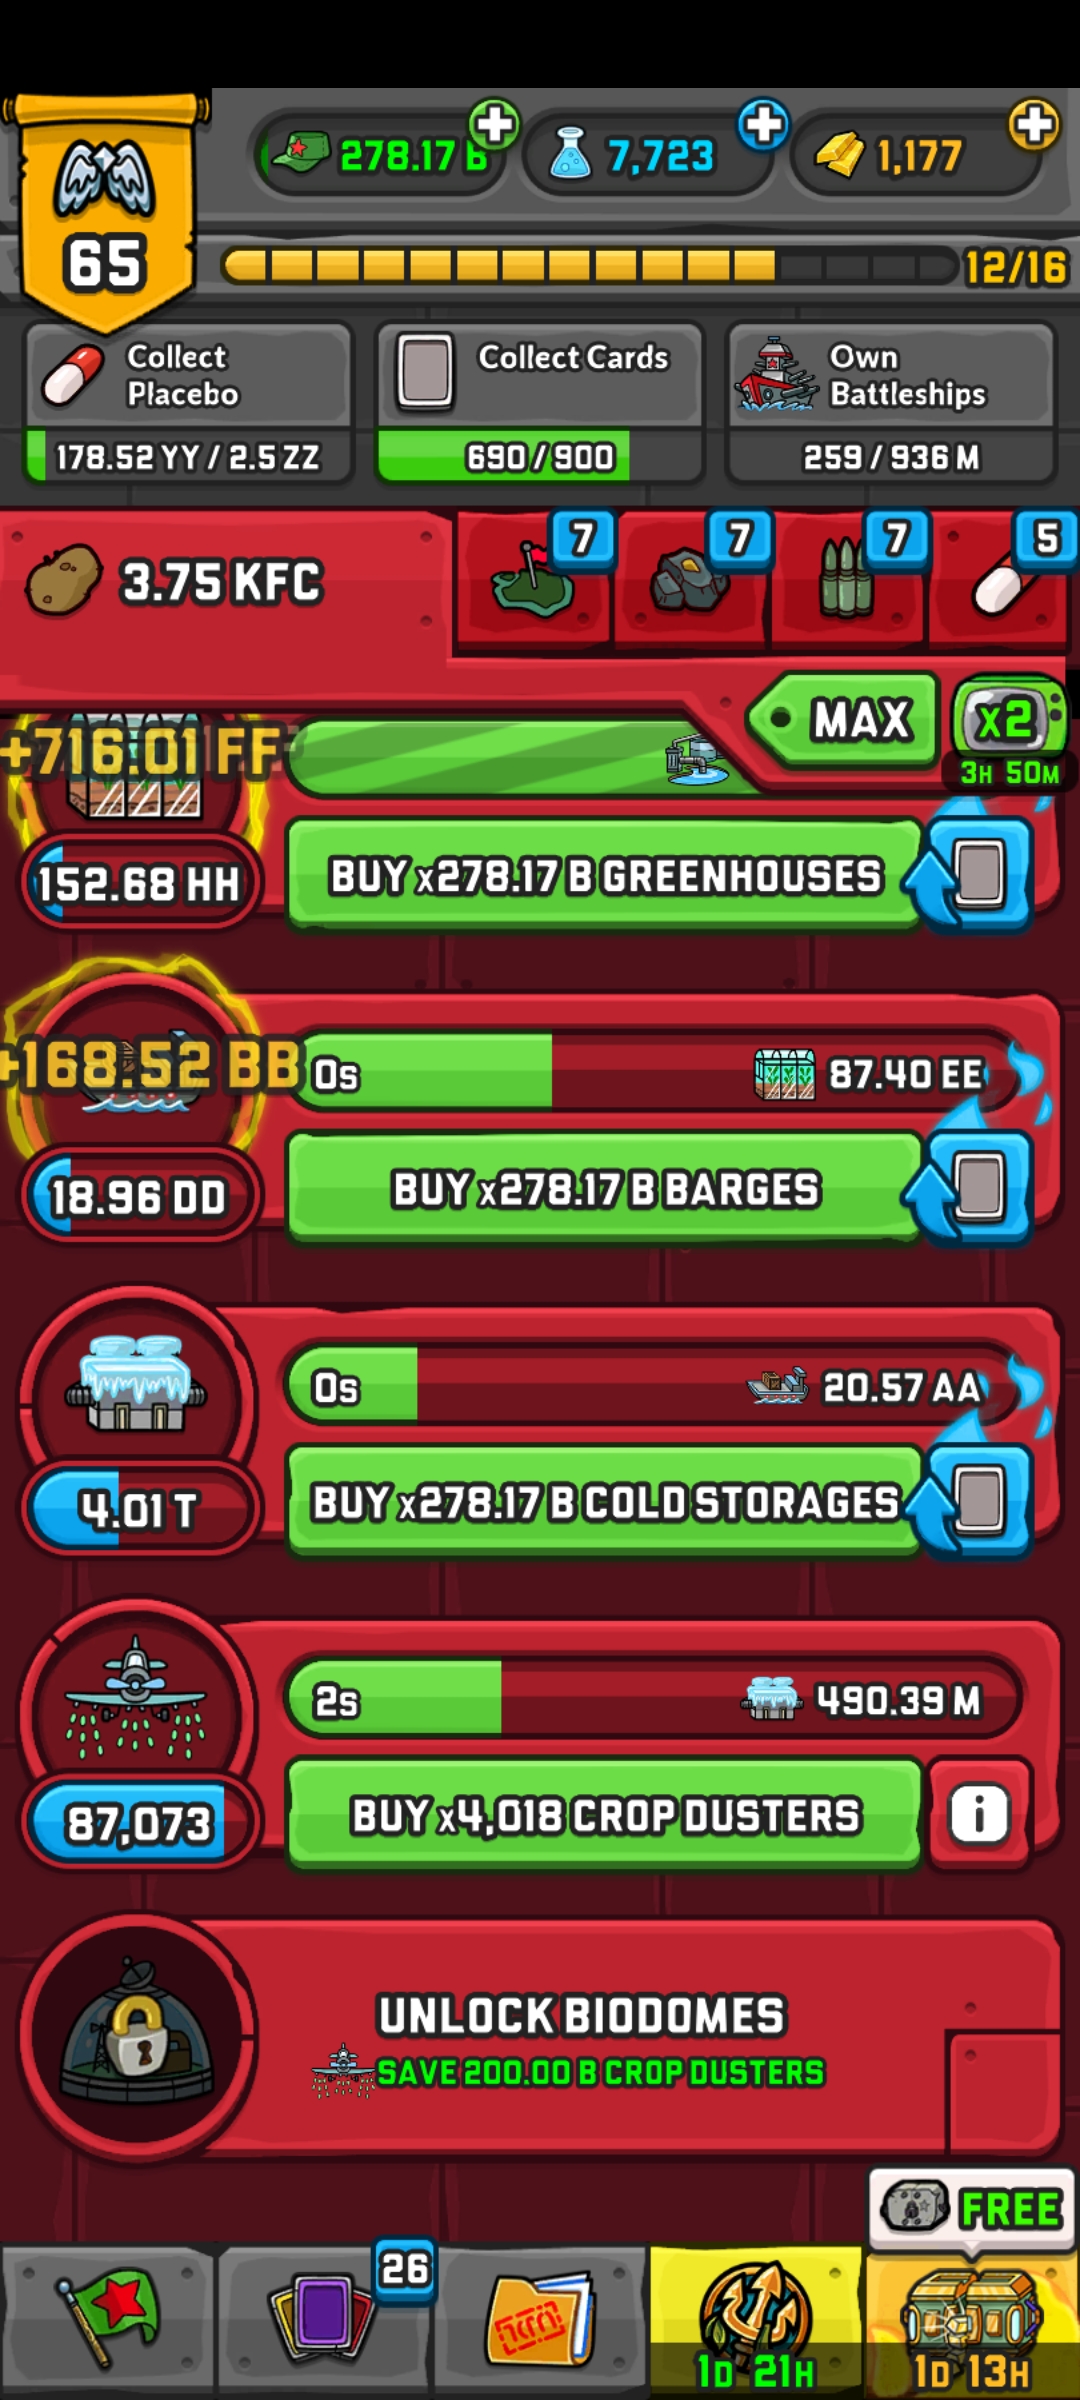 278.17 B
7,723
1,177
65
12/16
Collect Placebo
178.52 YY / 2.5 ZZ
Collect Cards
690/900
Own Battleships
259/936 M
3.75 KFC
7
7
7
5
MAX
x2
3H 50M
+716.01 FF
152.68 HH
BUY x278.17 B GREENHOUSES
+168.52 BB
0s
87.40 EE
18.96 DD
BUY x278.17 B BARGES
0s
20.57 AA
4.01 T
BUY x278.17 B COLD STORAGES
2s
490.39 M
87,073
BUY x4,018 CROP DUSTERS
i
UNLOCK BIODOMES
SAVE 200.00 B CROP DUSTERS
FREE
26
1D 21H
1D 13H